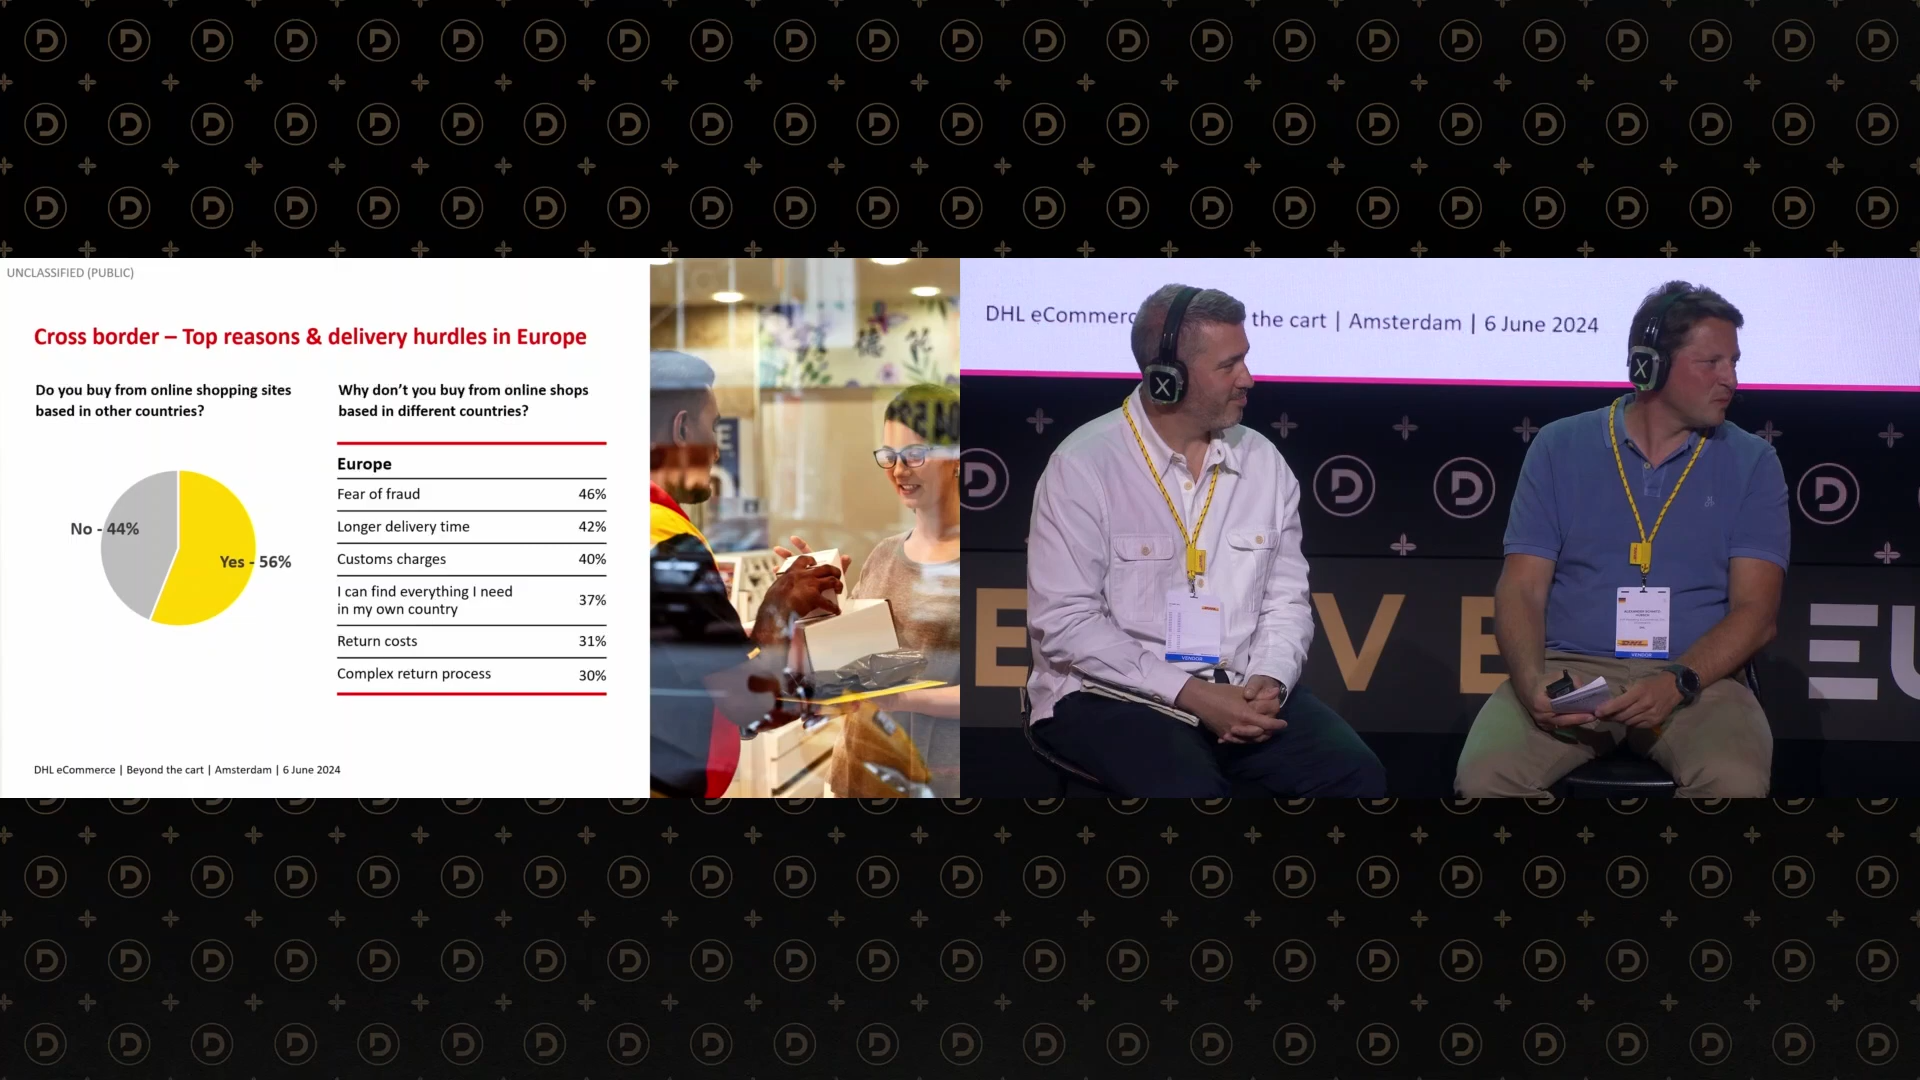 UNCLASSIFIED (PUBLIC)
Cross border – Top reasons & delivery hurdles in Europe
Do you buy from online shopping sites
based in other countries?
No - 44%
Yes - 56%
Why don’t you buy from online shops
based in different countries?
Europe
Fear of fraud 46%
Longer delivery time 42%
Customs charges 40%
I can find everything I need
in my own country 37%
Return costs 31%
Complex return process 30%
DHL eCommerce | Beyond the cart | Amsterdam | 6 June 2024
DHL eCommerc the cart | Amsterdam | 6 June 2024
X
X
E V E EU
VENDOR
VENDOR